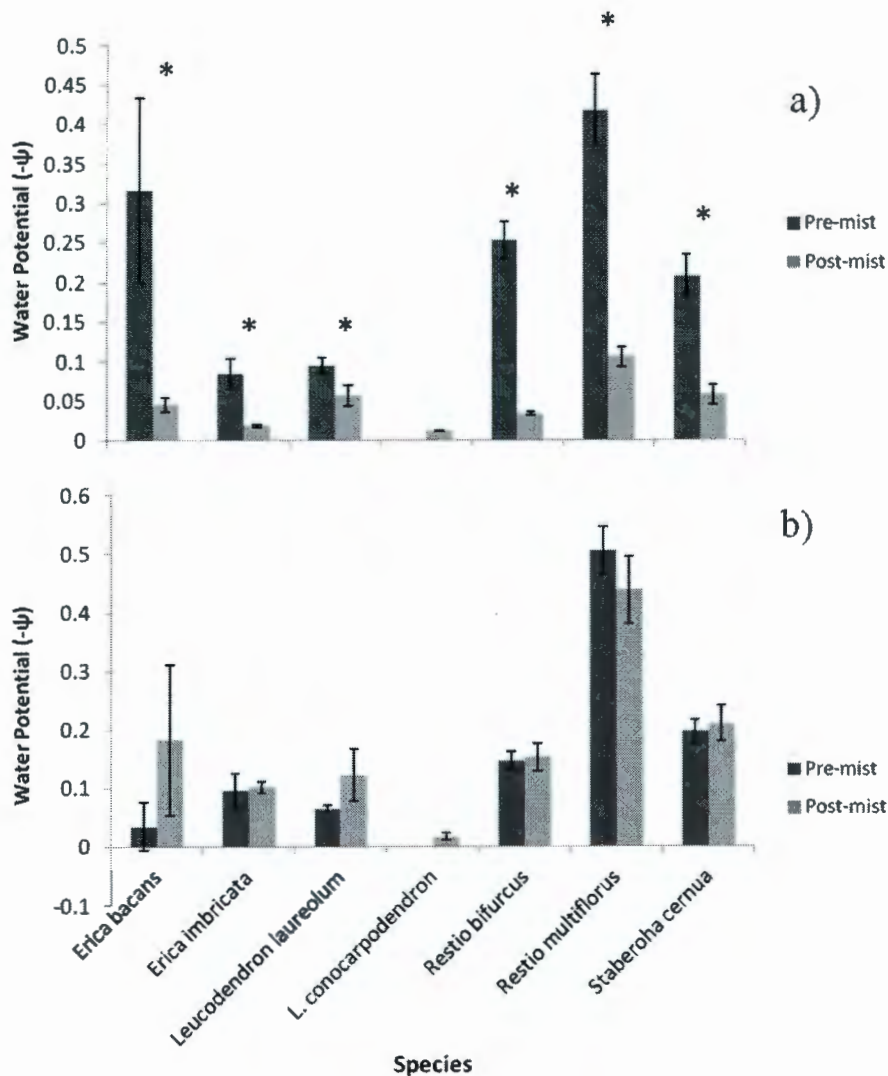 0.5
0.45
0.4
0.35
0.3
0.25
0.2
0.15
0.1
0.05
0
Water Potential (-ψ)
*
*
*
*
*
*
a)
Pre-mist
Post-mist
0.6
0.5
0.4
0.3
0.2
0.1
0
-0.1
Water Potential (-ψ)
b)
Pre-mist
Post-mist
Erica bacans
Erica imbricata
Leucodendron laureolum
L. conocarpodendron
Restio bifurcus
Restio multiflorus
Staberoha cernua
Species